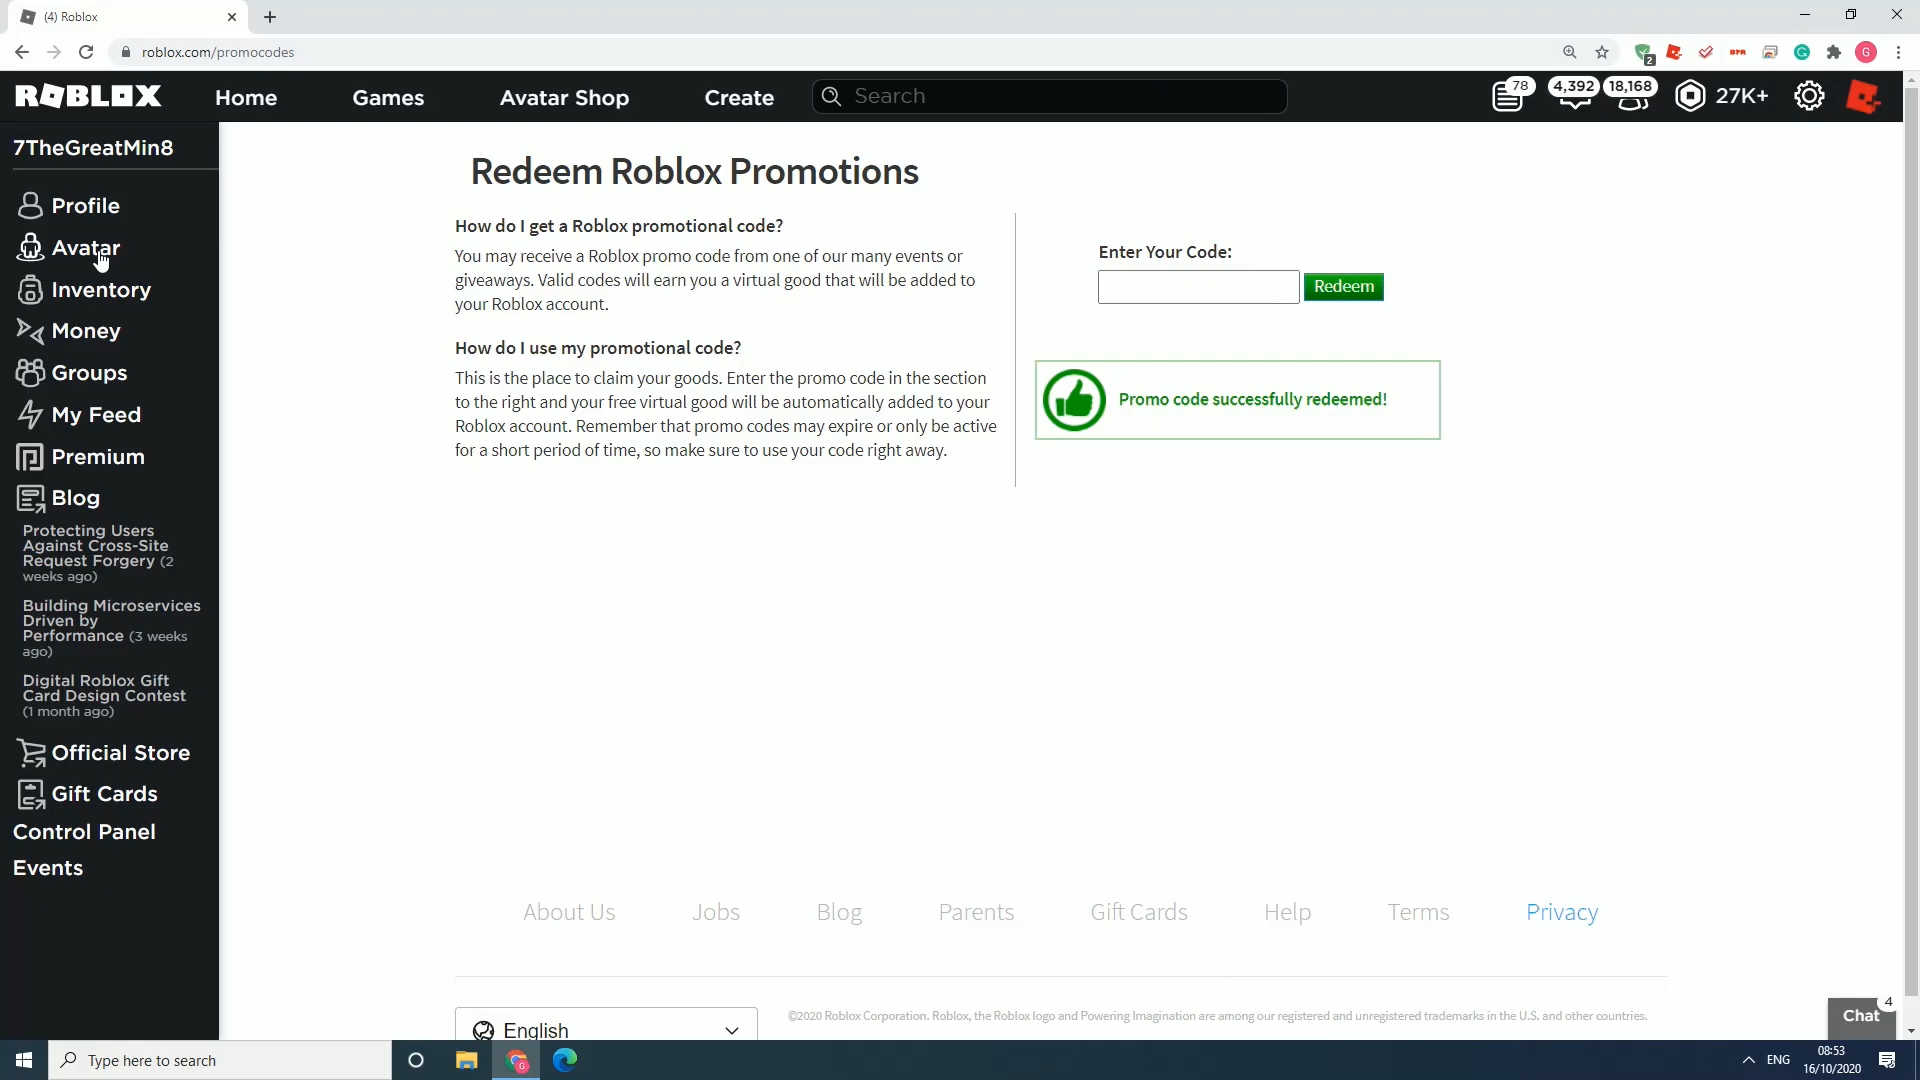 (4) Roblox
roblox.com/promocodes
2
G
ROBLOX
Home
Games
Avatar Shop
Create
Search
78
4,392
18,168
27K+
7TheGreatMin8
Profile
Avatar
Inventory
Money
Groups
My Feed
Premium
Blog
Protecting Users
Against Cross-Site
Request Forgery (2
weeks ago)
Building Microservices
Driven by
Performance (3 weeks
ago)
Digital Roblox Gift
Card Design Contest
(1 month ago)
Official Store
Gift Cards
Control Panel
Events
Redeem Roblox Promotions
How do I get a Roblox promotional code?
You may receive a Roblox promo code from one of our many events or
giveaways. Valid codes will earn you a virtual good that will be added to
your Roblox account.
How do I use my promotional code?
This is the place to claim your goods. Enter the promo code in the section
to the right and your free virtual good will be automatically added to your
Roblox account. Remember that promo codes may expire or only be active
for a short period of time, so make sure to use your code right away.
Enter Your Code:
Redeem
Promo code successfully redeemed!
About Us
Jobs
Blog
Parents
Gift Cards
Help
Terms
Privacy
English
©2020 Roblox Corporation. Roblox, the Roblox logo and Powering Imagination are among our registered and unregistered trademarks in the U.S. and other countries.
Chat
4
Type here to search
G
ENG
08:53
16/10/2020